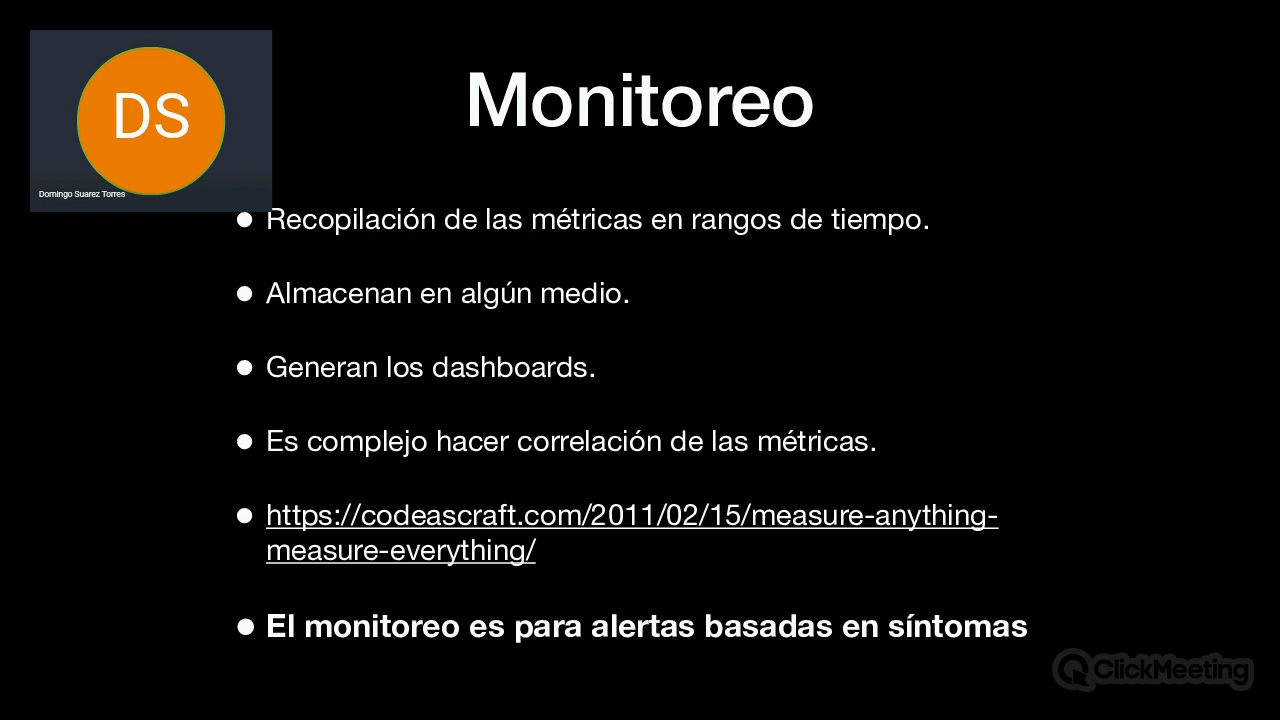 DS
Domingo Suarez Torres
Monitoreo
● Recopilación de las métricas en rangos de tiempo.
● Almacenan en algún medio.
● Generan los dashboards.
● Es complejo hacer correlación de las métricas.
● https://codeascraft.com/2011/02/15/measure-anything-
measure-everything/
● El monitoreo es para alertas basadas en síntomas
ClickMeeting